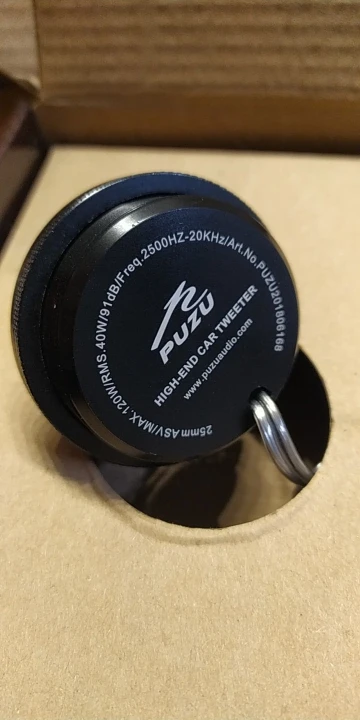 25mm ASV/MAX.120W/RMS.40W/91dB/Freq.2500HZ-20KHz/Art.No.PUZU201806168
PUZU
HIGH-END CAR TWEETER
www.puzuaudio.com